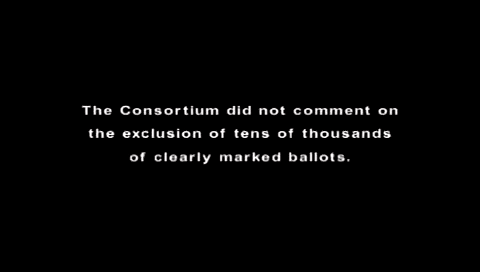 The Consortium did not comment on
the exclusion of tens of thousands
of clearly marked ballots.